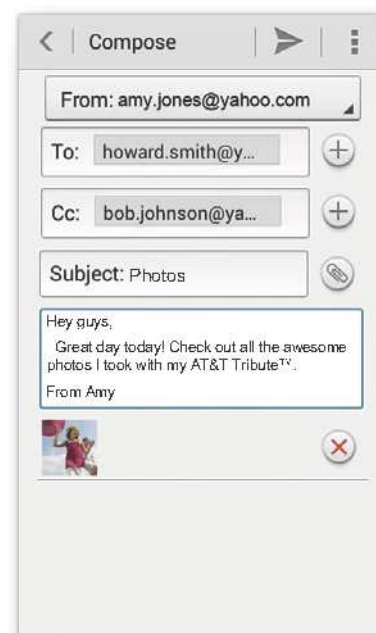 Compose
From: amy.jones@yahoo.com
To: howard.smith@y...
Cc: bob.johnson@ya...
Subject: Photos
Hey guys,
Great day today! Check out all the awesome
photos I took with my AT&T Tribute™.
From Amy